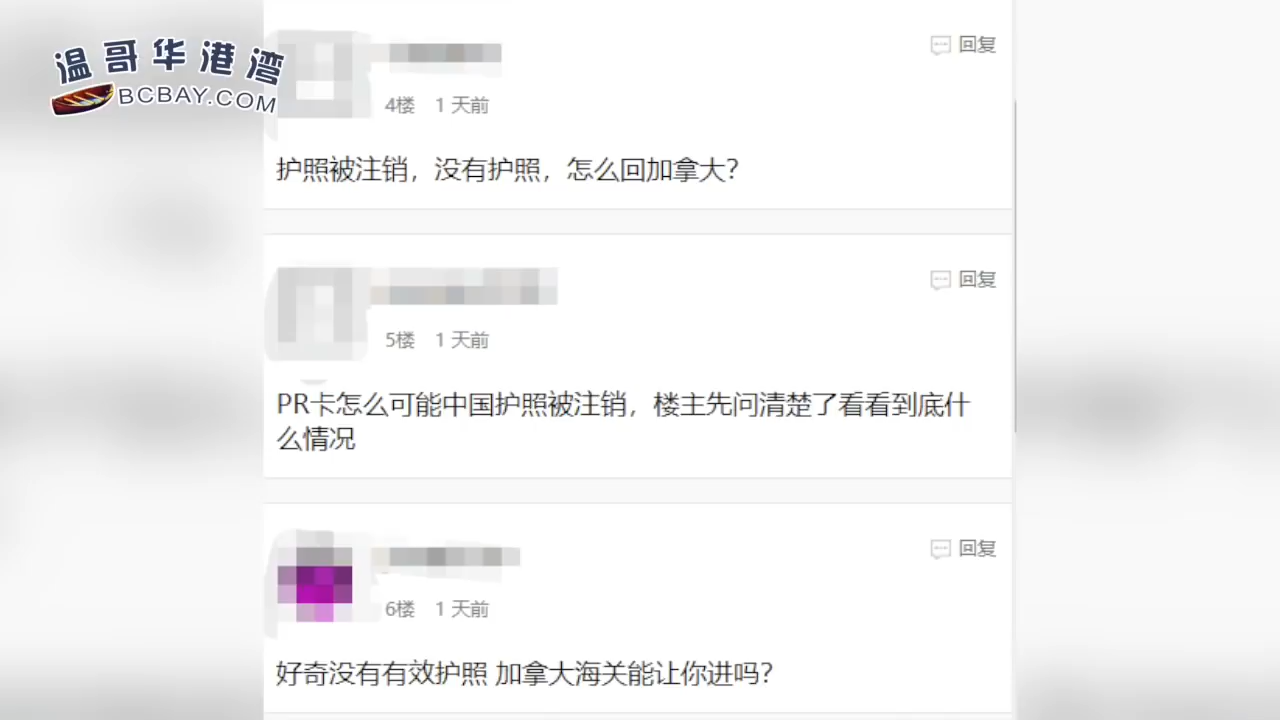 温哥华港湾
BCBAY.COM
回复
4楼 1 天前
护照被注销，没有护照，怎么回加拿大？
回复
5楼 1 天前
PR卡怎么可能中国护照被注销，楼主先问清楚了看看到底什
么情况
回复
6楼 1 天前
好奇没有有效护照 加拿大海关能让你进吗？